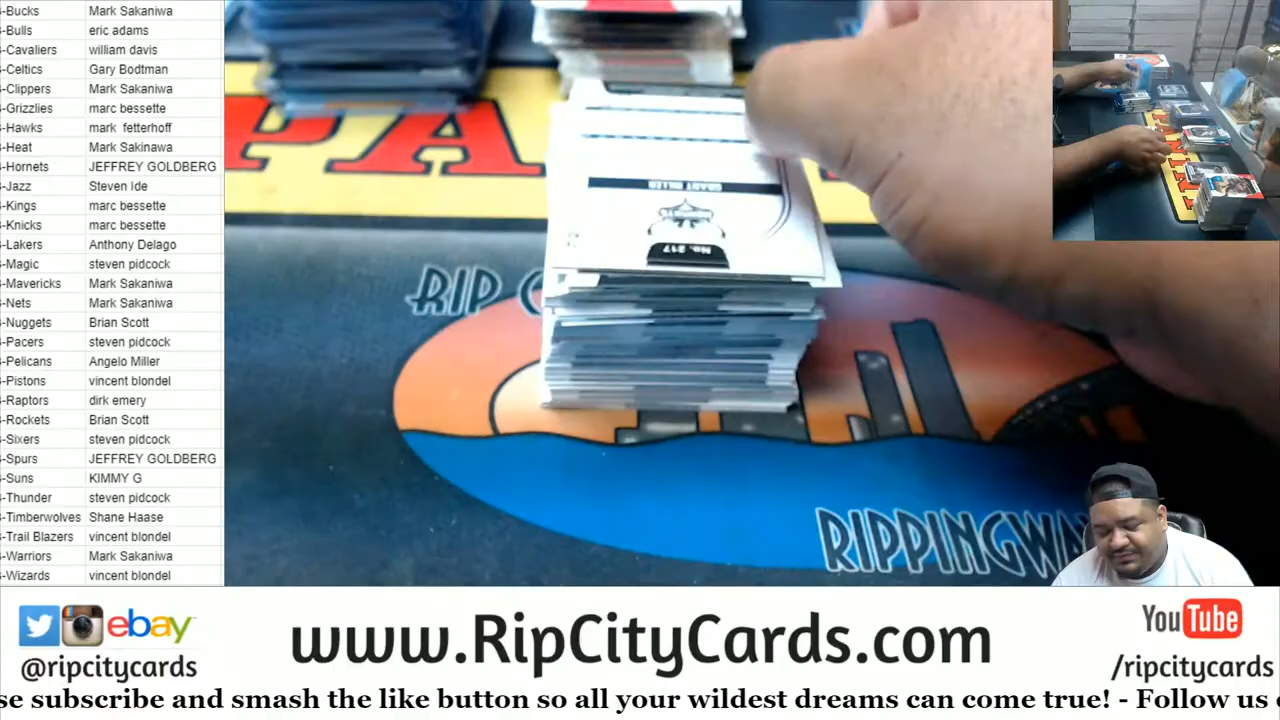 -Bucks Mark Sakaniwa
-Bulls eric adams
-Cavaliers william davis
-Celtics Gary Bodtman
-Clippers Mark Sakaniwa
-Grizzlies marc bessette
-Hawks mark fetterhoff
-Heat Mark Sakinawa
-Hornets JEFFREY GOLDBERG
-Jazz Steven Ide
-Kings marc bessette
-Knicks marc bessette
-Lakers Anthony Delago
-Magic steven pidcock
-Mavericks Mark Sakaniwa
-Nets Mark Sakaniwa
-Nuggets Brian Scott
-Pacers steven pidcock
-Pelicans Angelo Miller
-Pistons vincent blondel
-Raptors dirk emery
-Rockets Brian Scott
-Sixers steven pidcock
-Spurs JEFFREY GOLDBERG
-Suns KIMMY G
-Thunder steven pidcock
-Timberwolves Shane Haase
-Trail Blazers vincent blondel
-Warriors Mark Sakaniwa
-Wizards vincent blondel
PA
GRANT RILLER
No. 217
RIP C
RIPPINGWA
ebay
@ripcitycards
www.RipCityCards.com
YouTube
/ripcitycards
se subscribe and smash the like button so all your wildest dreams can come true! - Follow us